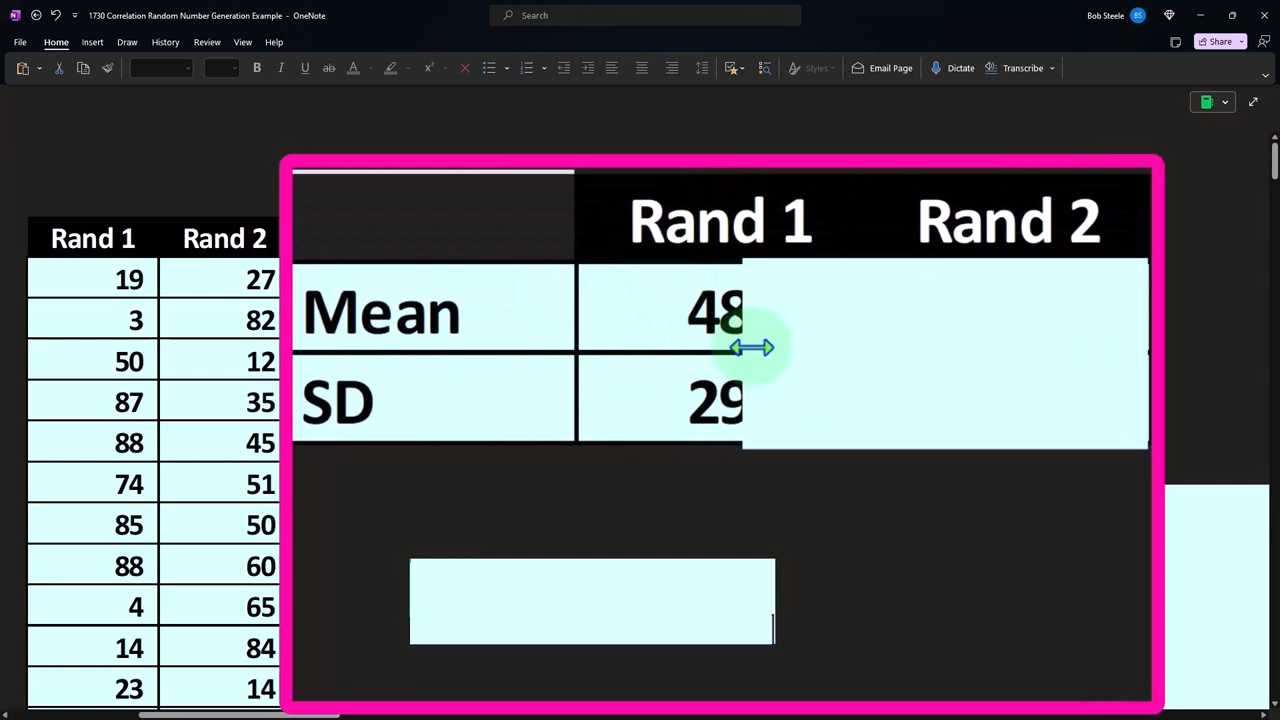 1730 Correlation Random Number Generation Example - OneNote
Search
Bob Steele BS
File Home Insert Draw History Review View Help
Share
B I U ab A x Styles Email Page Dictate Transcribe
Rand 1 Rand 2
19 27
3 82
50 12
87 35
88 45
74 51
85 50
88 60
4 65
14 84
23 14
Rand 1 Rand 2
Mean 48
SD 29